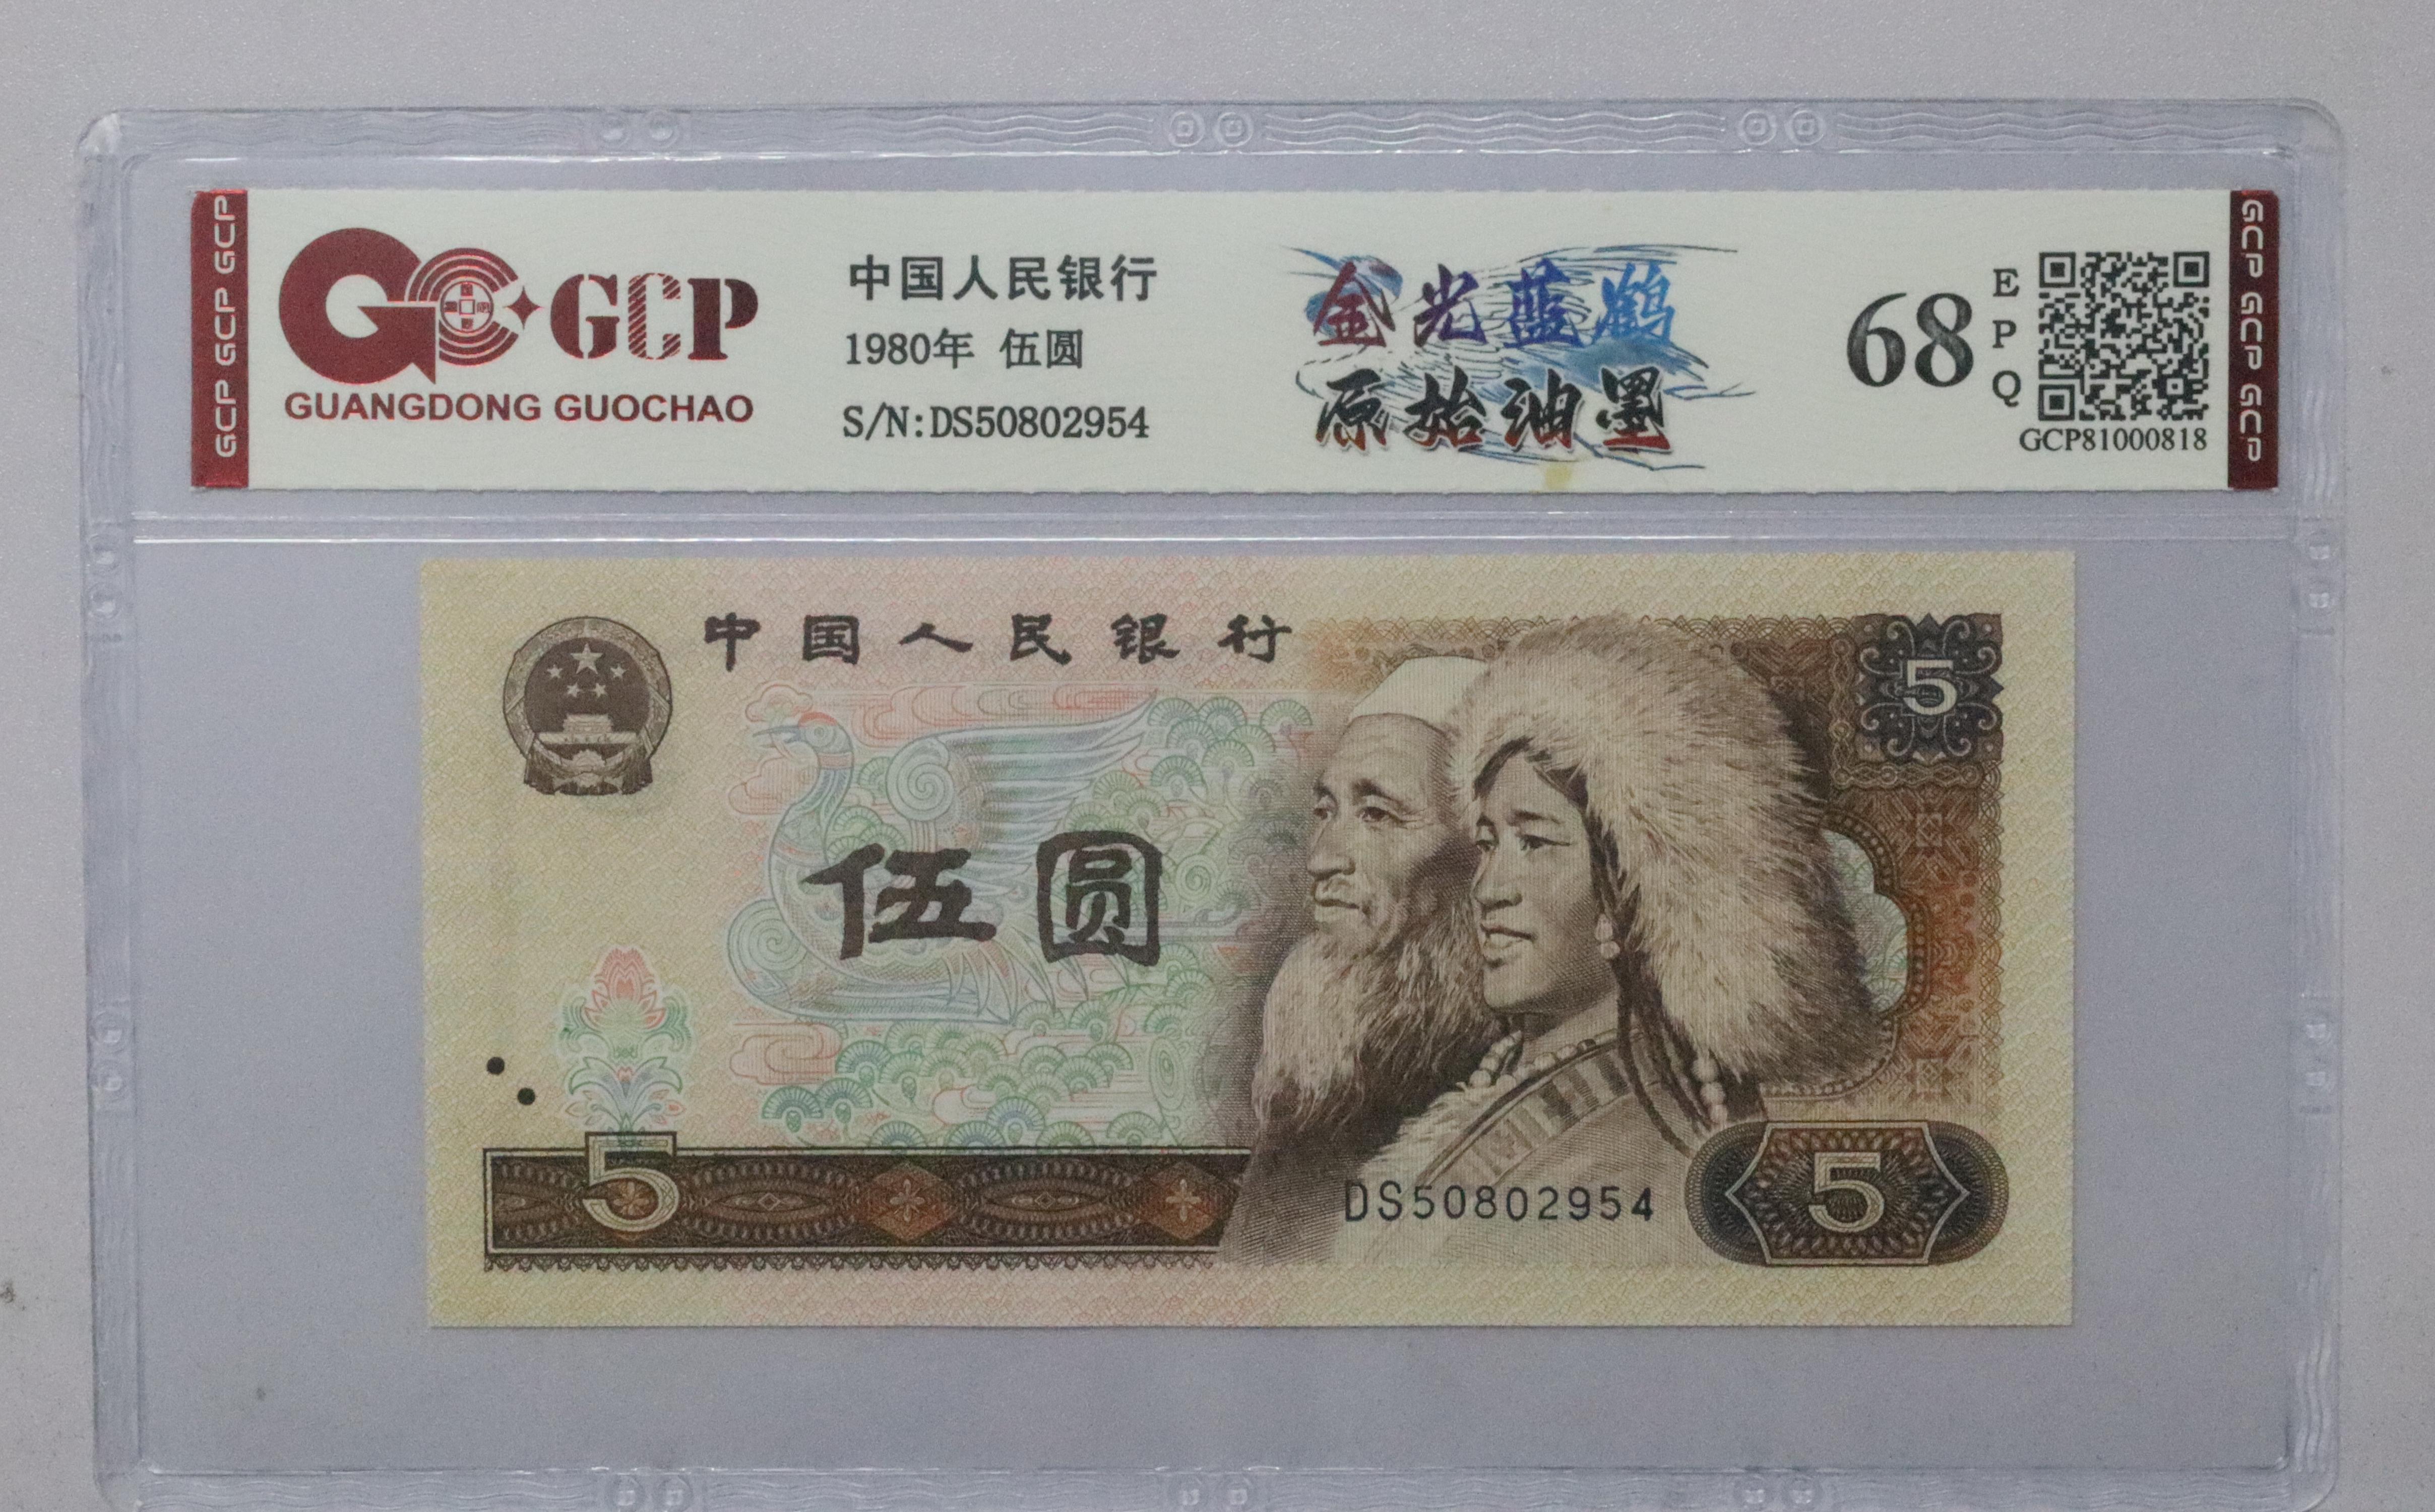 GCP GCP GCP
GCP
GUANGDONG GUOCHAO
中国人民银行
1980年 伍圆
S/N:DS50802954
金光蓝鹤
原始油墨
68
EPQ
GCP81000818
GCP GCP GCP
中国人民银行
5
伍圆
5
DS50802954
5